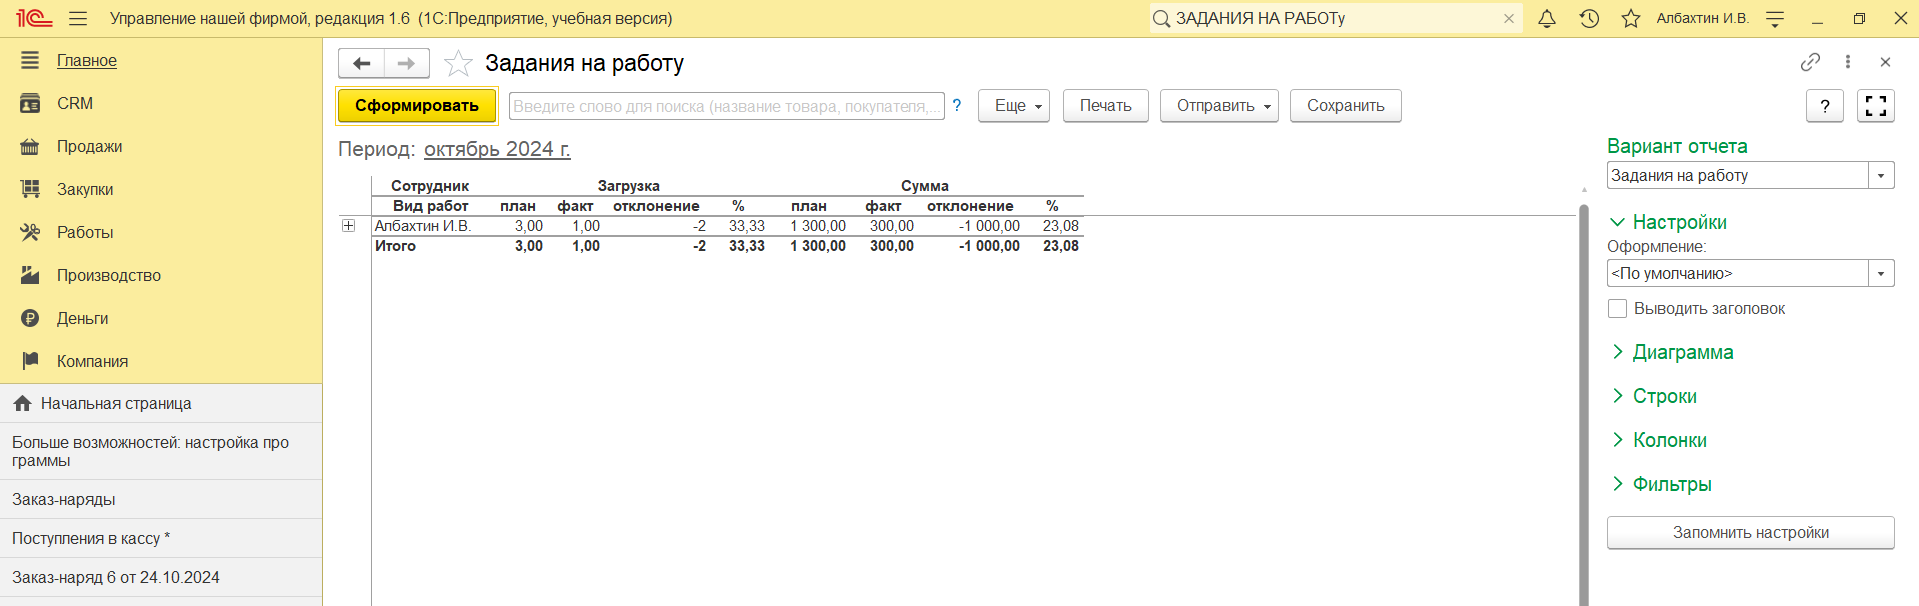 1С Управление нашей фирмой, редакция 1.6 (1С:Предприятие, учебная версия) ЗАДАНИЯ НА РАБОТу Албахтин И.В.
Главное
CRM
Продажи
Закупки
Работы
Производство
Деньги
Компания
Начальная страница
Больше возможностей: настройка про
граммы
Заказ-наряды
Поступления в кассу *
Заказ-наряд 6 от 24.10.2024
Задания на работу
Сформировать Введите слово для поиска (название товара, покупателя,... ? Еще Печать Отправить Сохранить ?
Период: октябрь 2024 г.
Сотрудник Загрузка Сумма
Вид работ план факт отклонение % план факт отклонение %
Албахтин И.В. 3,00 1,00 -2 33,33 1 300,00 300,00 -1 000,00 23,08
Итого 3,00 1,00 -2 33,33 1 300,00 300,00 -1 000,00 23,08
Вариант отчета
Задания на работу
Настройки
Оформление:
<По умолчанию>
Выводить заголовок
Диаграмма
Строки
Колонки
Фильтры
Запомнить настройки